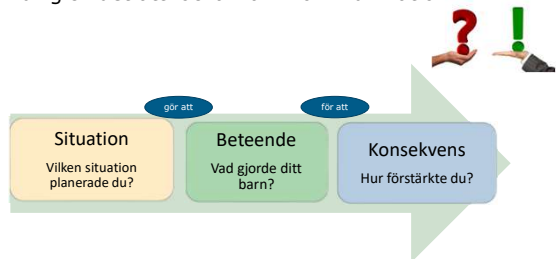 gör att
för att
Situation
Vilken situation
planerade du?
Beteende
Vad gjorde ditt
barn?
Konsekvens
Hur förstärkte du?